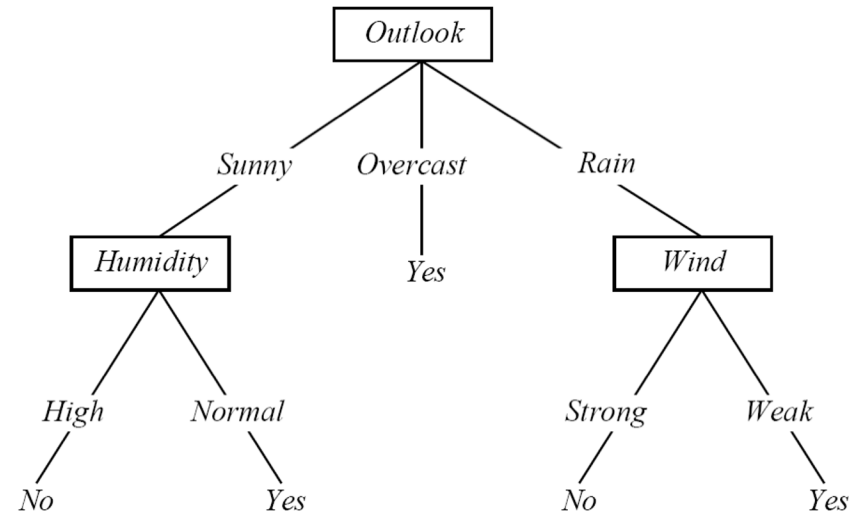 Outlook
Sunny Overcast Rain
Humidity Yes Wind
High Normal Strong Weak
No Yes No Yes